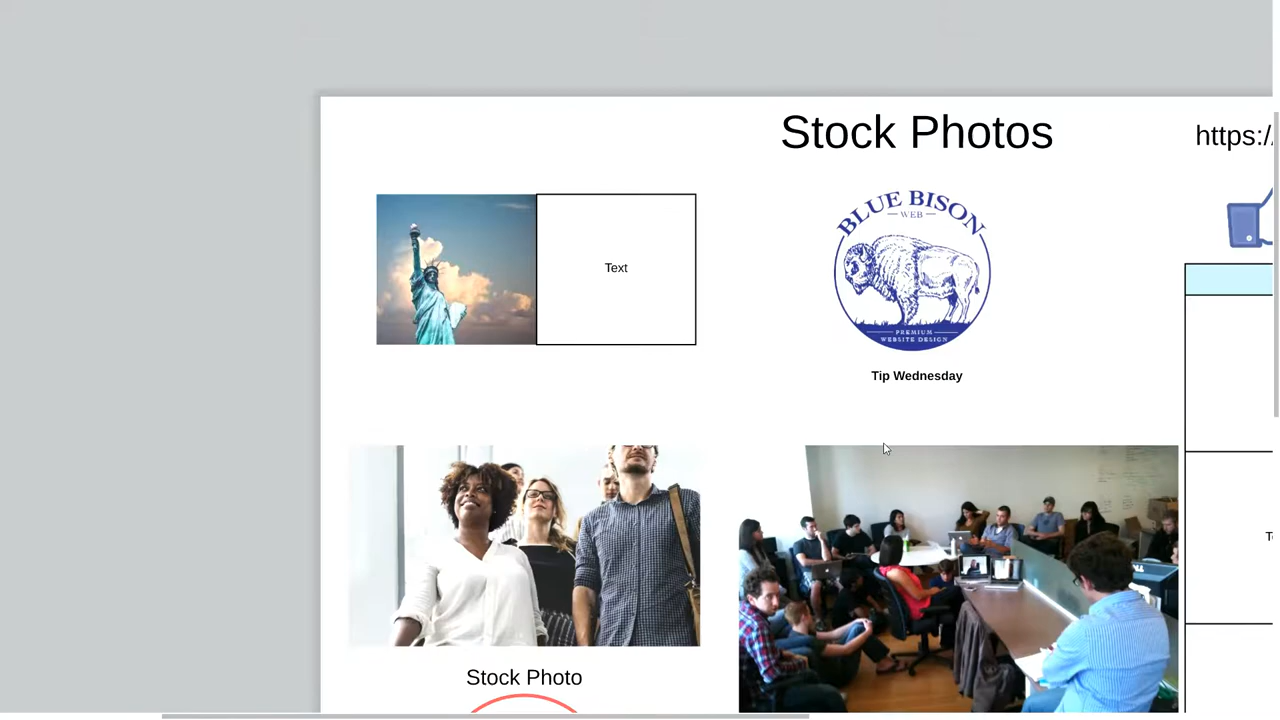 Stock Photos
https:/
Text
BLUE BISON
WEB
PREMIUM
WEBSITE DESIGN
Tip Wednesday
Stock Photo